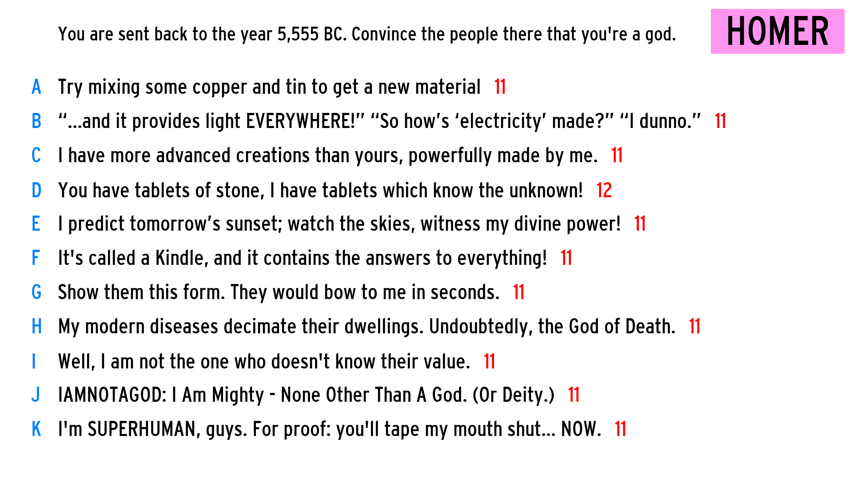 You are sent back to the year 5,555 BC. Convince the people there that you're a god.
HOMER
A Try mixing some copper and tin to get a new material 11
B “...and it provides light EVERYWHERE!” “So how’s ‘electricity’ made?” “I dunno.” 11
C I have more advanced creations than yours, powerfully made by me. 11
D You have tablets of stone, I have tablets which know the unknown! 12
E I predict tomorrow’s sunset; watch the skies, witness my divine power! 11
F It's called a Kindle, and it contains the answers to everything! 11
G Show them this form. They would bow to me in seconds. 11
H My modern diseases decimate their dwellings. Undoubtedly, the God of Death. 11
I Well, I am not the one who doesn't know their value. 11
J IAMNOTAGOD: I Am Mighty - None Other Than A God. (Or Deity.) 11
K I'm SUPERHUMAN, guys. For proof: you'll tape my mouth shut... NOW. 11